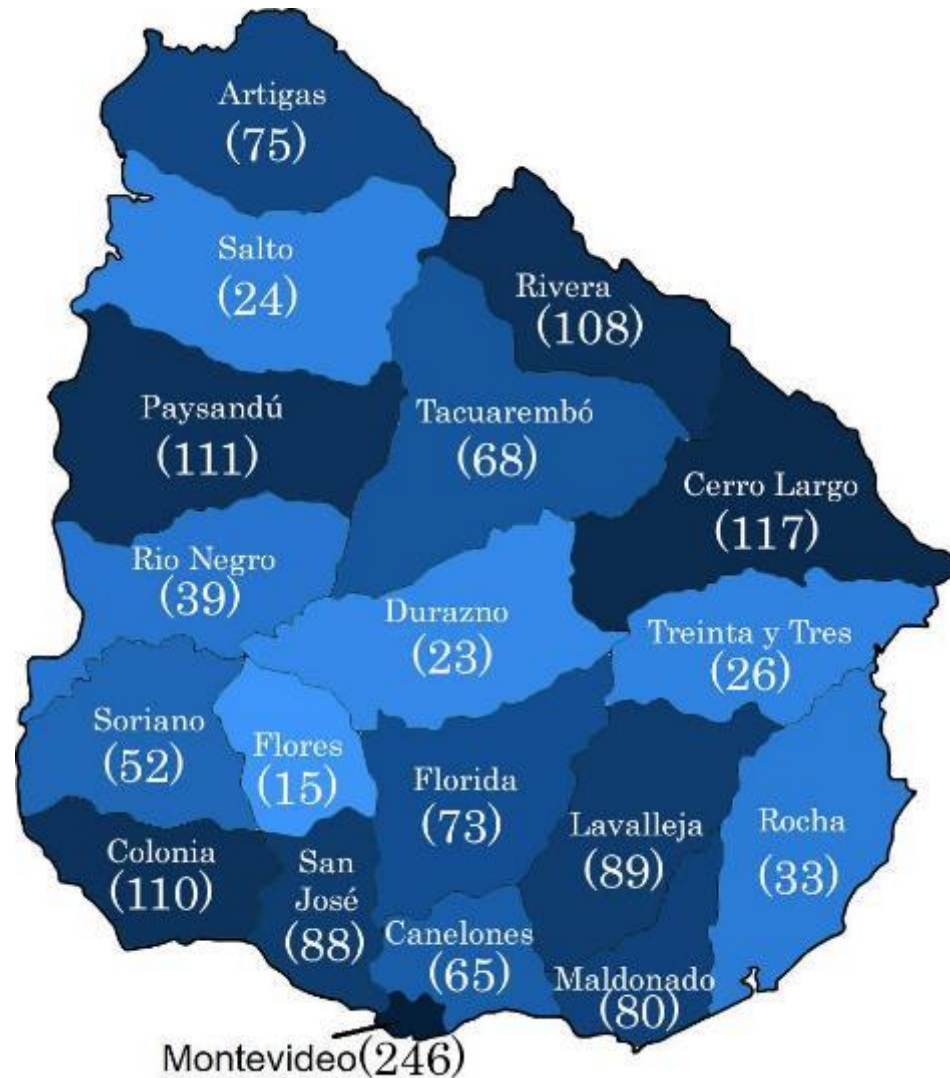 Artigas
(75)
Salto
(24)
Rivera
(108)
Paysandú
(111)
Tacuarembó
(68)
Cerro Largo
(117)
Rio Negro
(39)
Durazno
(23)
Treinta y Tres
(26)
Soriano
(52)
Flores
(15)
Florida
(73)
Lavalleja
(89)
Rocha
(33)
Colonia
(110)
San
José
(88)
Canelones
(65)
Maldonado
(80)
Montevideo(246)